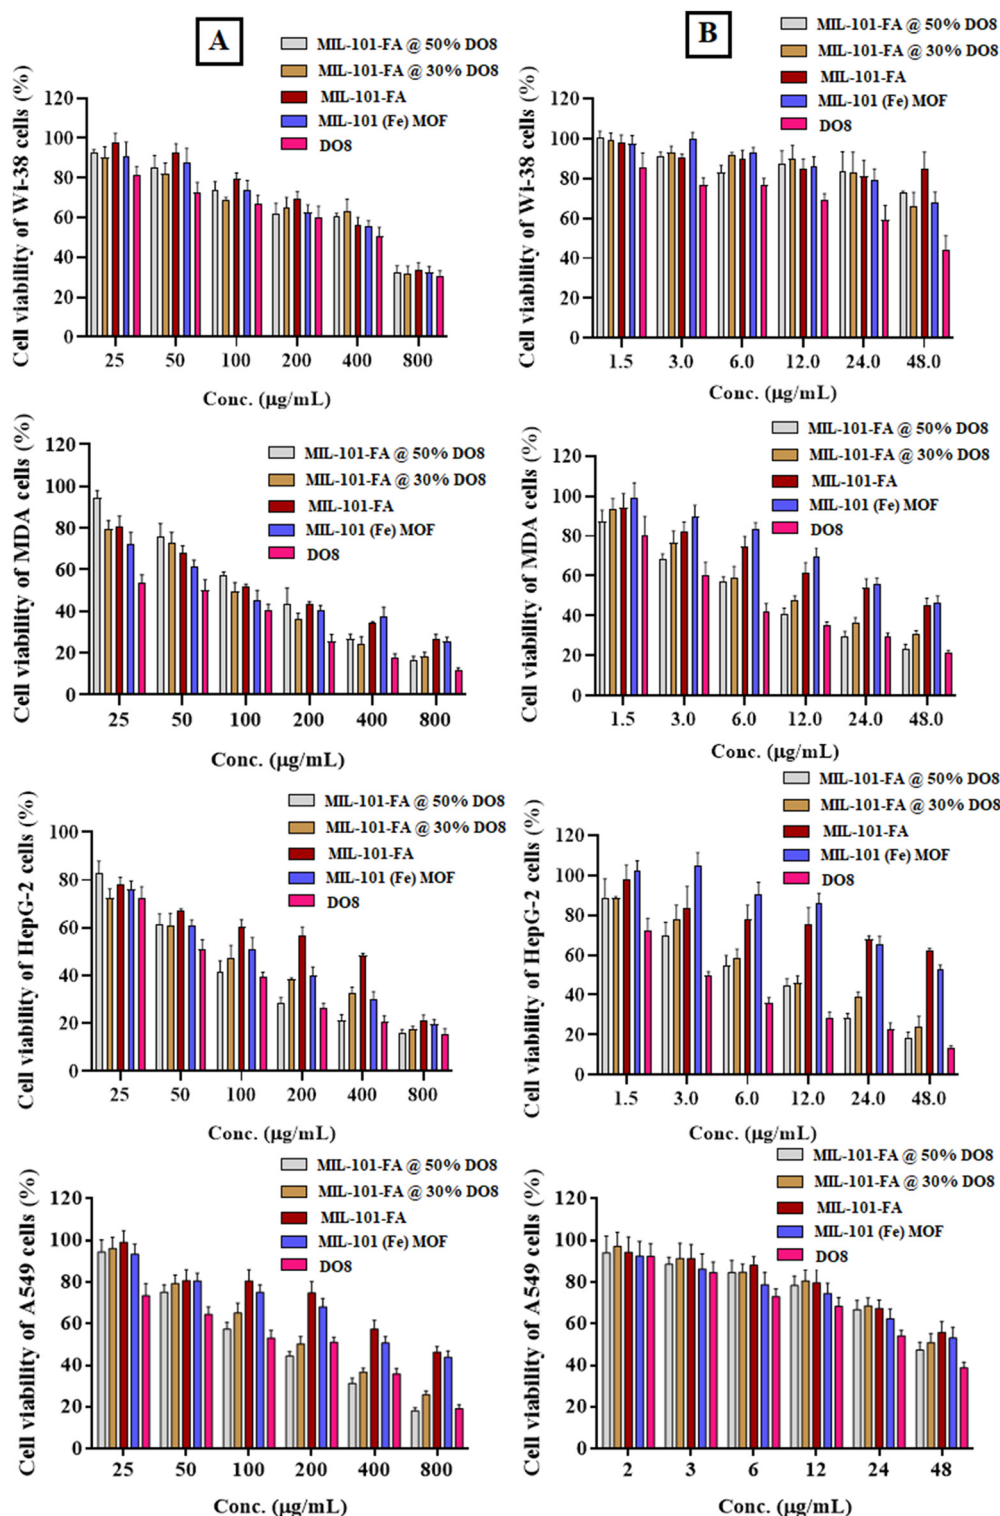 A
MIL-101-FA @ 50% DO8
MIL-101-FA @ 30% DO8
MIL-101-FA
MIL-101 (Fe) MOF
DO8
Cell viability of Wi-38 cells (%)
120
100
80
60
40
20
0
25 50 100 200 400 800
Conc. (µg/mL)
B
MIL-101-FA @ 50% DO8
MIL-101-FA @ 30% DO8
MIL-101-FA
MIL-101 (Fe) MOF
DO8
Cell viability of Wi-38 cells (%)
120
100
80
60
40
20
0
1.5 3.0 6.0 12.0 24.0 48.0
Conc. (µg/mL)
MIL-101-FA @ 50% DO8
MIL-101-FA @ 30% DO8
MIL-101-FA
MIL-101 (Fe) MOF
DO8
Cell viability of MDA cells (%)
120
100
80
60
40
20
0
25 50 100 200 400 800
Conc. (µg/mL)
MIL-101-FA @ 50% DO8
MIL-101-FA @ 30% DO8
MIL-101-FA
MIL-101 (Fe) MOF
DO8
Cell viability of MDA cells (%)
120
100
80
60
40
20
0
1.5 3.0 6.0 12.0 24.0 48.0
Conc. (µg/mL)
MIL-101-FA @ 50% DO8
MIL-101-FA @ 30% DO8
MIL-101-FA
MIL-101 (Fe) MOF
DO8
Cell viability of HepG-2 cells (%)
100
80
60
40
20
0
25 50 100 200 400 800
Conc. (µg/mL)
MIL-101-FA @ 50% DO8
MIL-101-FA @ 30% DO8
MIL-101-FA
MIL-101 (Fe) MOF
DO8
Cell viability of HepG-2 cells (%)
120
100
80
60
40
20
0
1.5 3.0 6.0 12.0 24.0 48.0
Conc. (µg/mL)
MIL-101-FA @ 50% DO8
MIL-101-FA @ 30% DO8
MIL-101-FA
MIL-101 (Fe) MOF
DO8
Cell viability of A549 cells (%)
120
100
80
60
40
20
0
25 50 100 200 400 800
Conc. (µg/mL)
MIL-101-FA @ 50% DO8
MIL-101-FA @ 30% DO8
MIL-101-FA
MIL-101 (Fe) MOF
DO8
Cell viability of A549 cells (%)
120
100
80
60
40
20
0
2 3 6 12 24 48
Conc. (µg/mL)